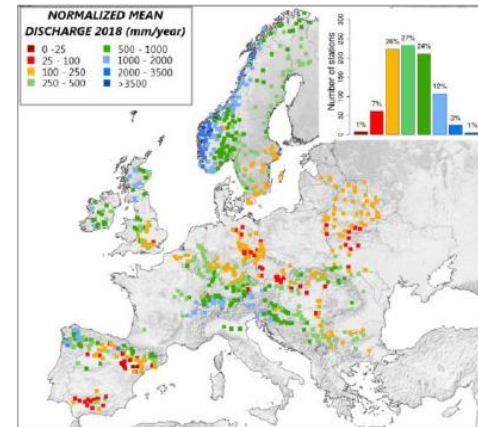 NORMALIZED MEAN
DISCHARGE 2018 (mm/year)
0 - 25
25 - 100
100 - 250
250 - 500
500 - 1000
1000 - 2000
2000 - 3500
>3500
Number of stations
0 50 100 150 200 250 300
1%
7%
26%
27%
24%
12%
2%
1%